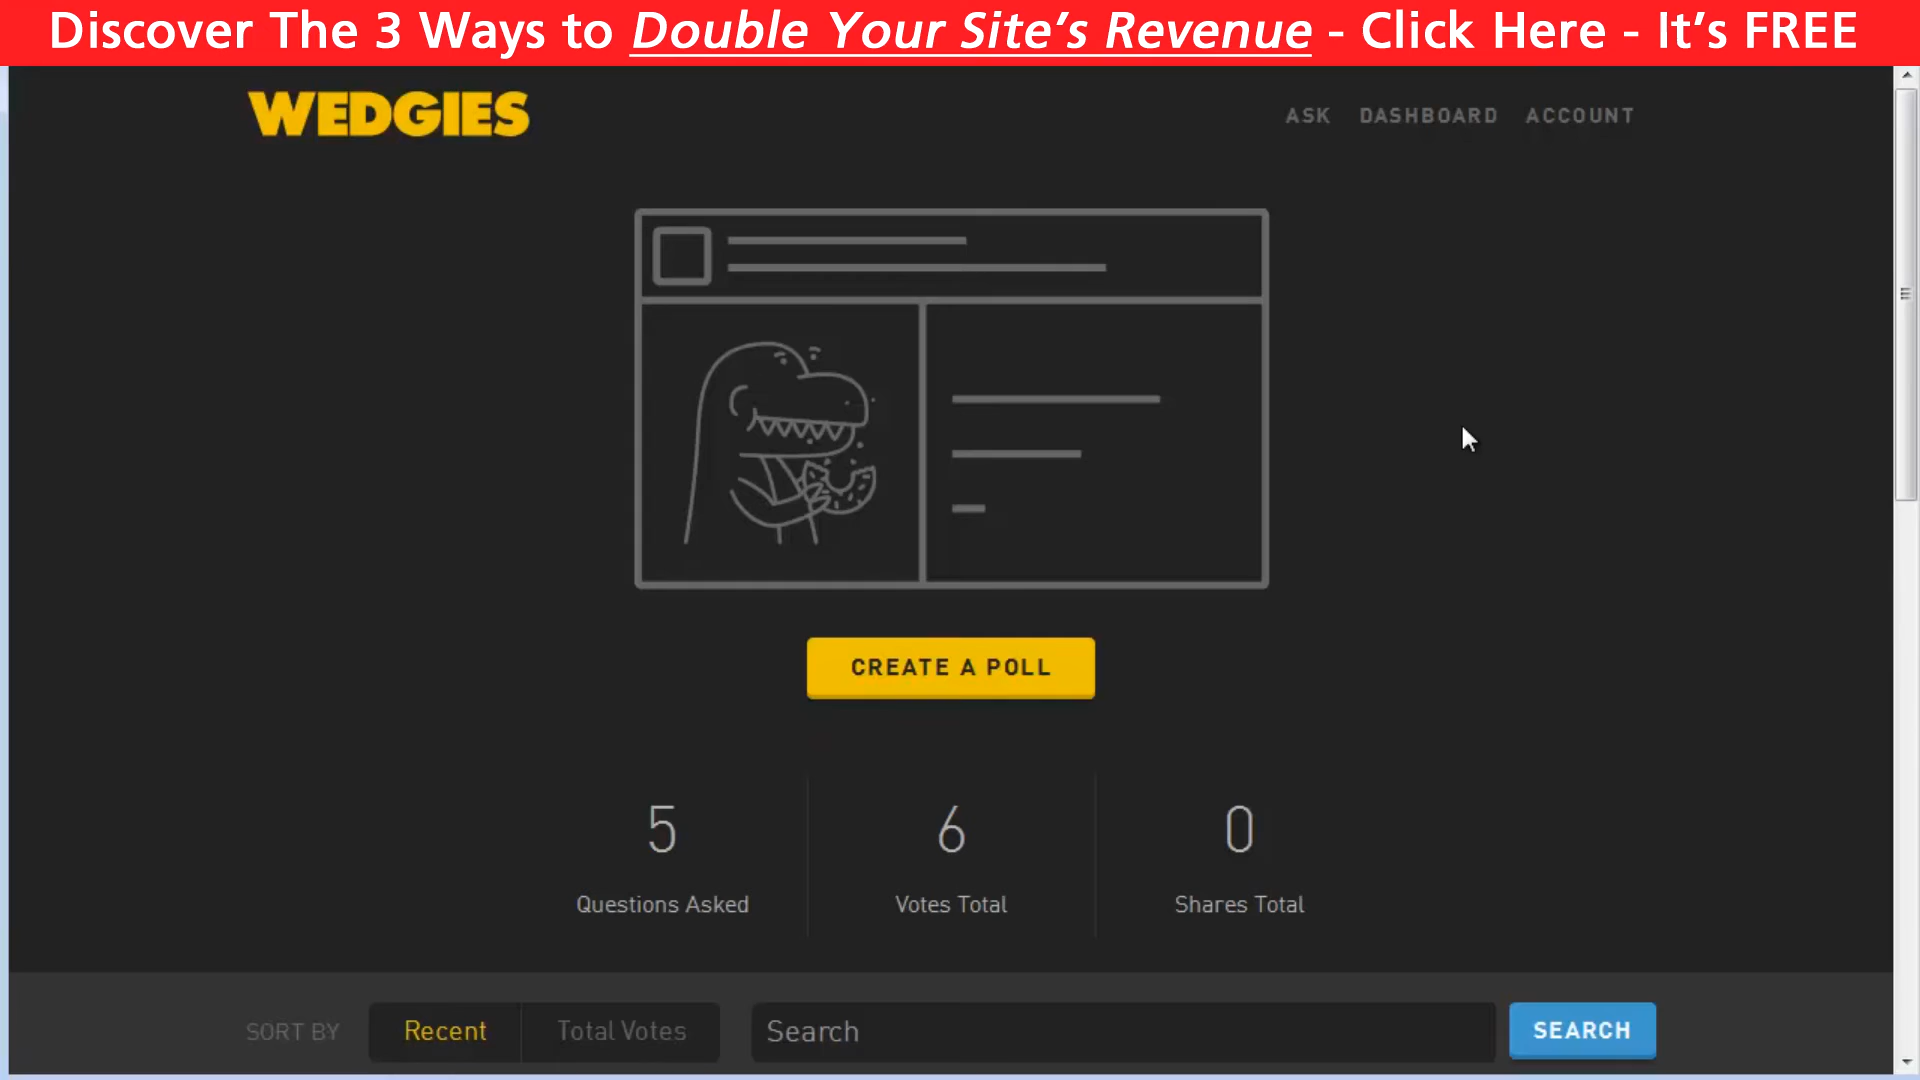 Discover The 3 Ways to Double Your Site’s Revenue - Click Here - It’s FREE
WEDGIES
ASK DASHBOARD ACCOUNT
CREATE A POLL
5 6 0
Questions Asked Votes Total Shares Total
SORT BY Recent Total Votes Search SEARCH